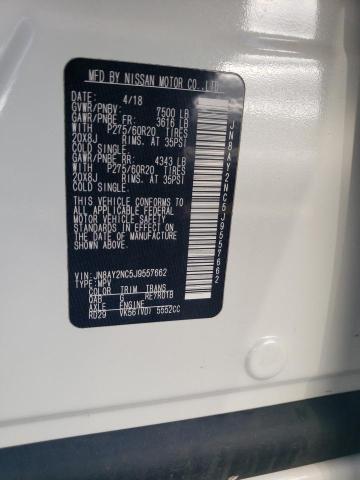 MFD BY NISSAN MOTOR CO.,LTD.
DATE: 4/18
GVWR/PNBV: 7500 LB
GAWR/PNBE FR: 3616 LB
WITH P275/60R20 TIRES
20X8J RIMS. AT 35PSI
COLD SINGLE.
GAWR/PNBE RR: 4343 LB
WITH P275/60R20 TIRES
20X8J RIMS. AT 35PSI
COLD SINGLE.
THIS VEHICLE CONFORMS TO
ALL APPLICABLE FEDERAL
MOTOR VEHICLE SAFETY
STANDARDS IN EFFECT ON
THE DATE OF MANUFACTURE
SHOWN ABOVE.
VIN: JN8AY2NC5J9557662
TYPE: MPV
COLOR TRIM TRANS
QAB G RE7R01B
AXLE ENGINE
RD29 VK56(VD) 5552CC
JN8AY2NC5J9557662